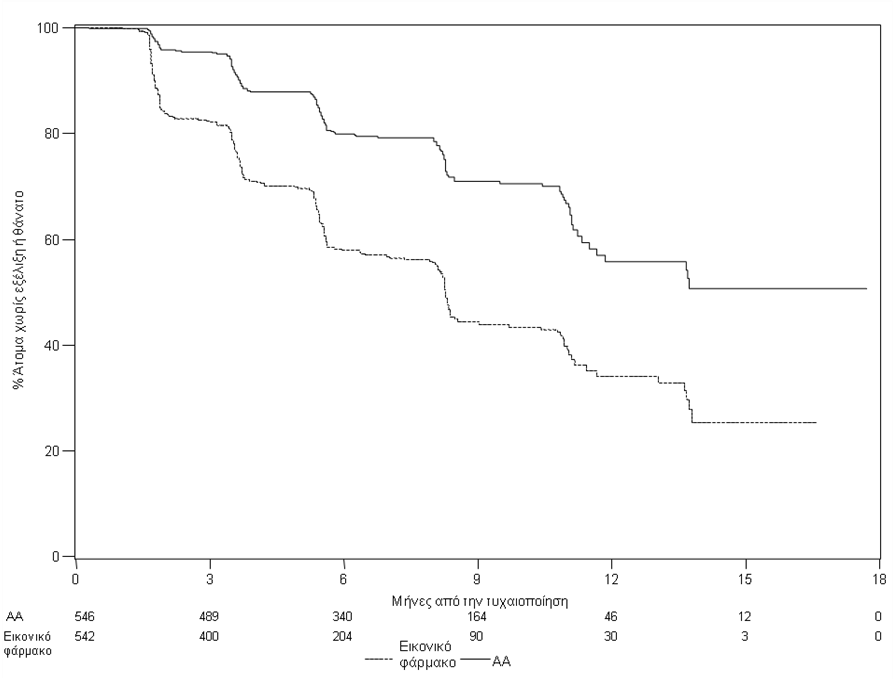 100
80
60
40
20
0
% Άτομα χωρίς εξέλιξη ή θάνατο
0 3 6 9 12 15 18
Μήνες από την τυχαιοποίηση
AA 546 489 340 164 46 12 0
Εικονικό 542 400 204 90 30 3 0
φάρμακο
Εικονικό
φάρμακο AA